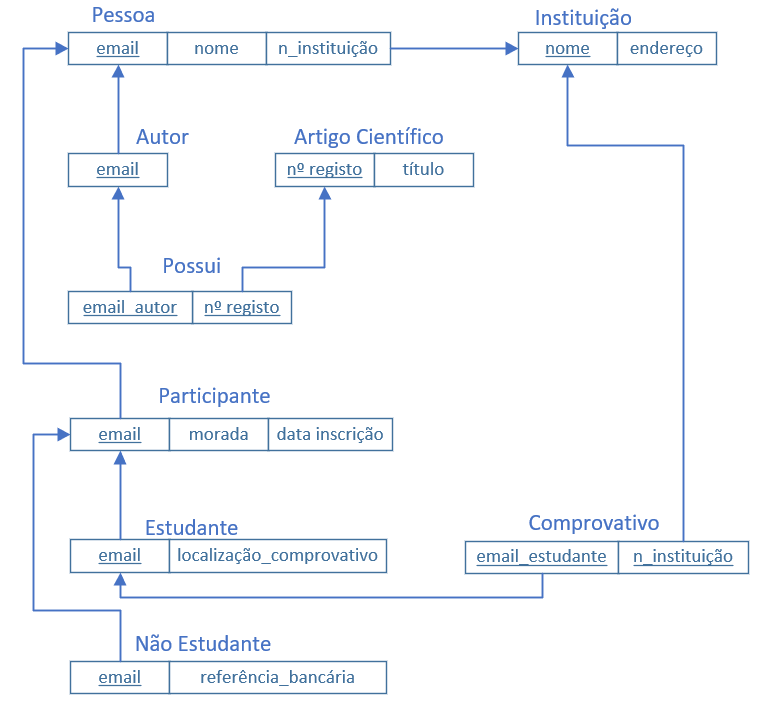 Pessoa
email nome n_instituição
Instituição
nome endereço
Autor
email
Artigo Científico
nº registo título
Possui
email_autor nº registo
Participante
email morada data inscrição
Estudante
email localização_comprovativo
Comprovativo
email_estudante n_instituição
Não Estudante
email referência_bancária